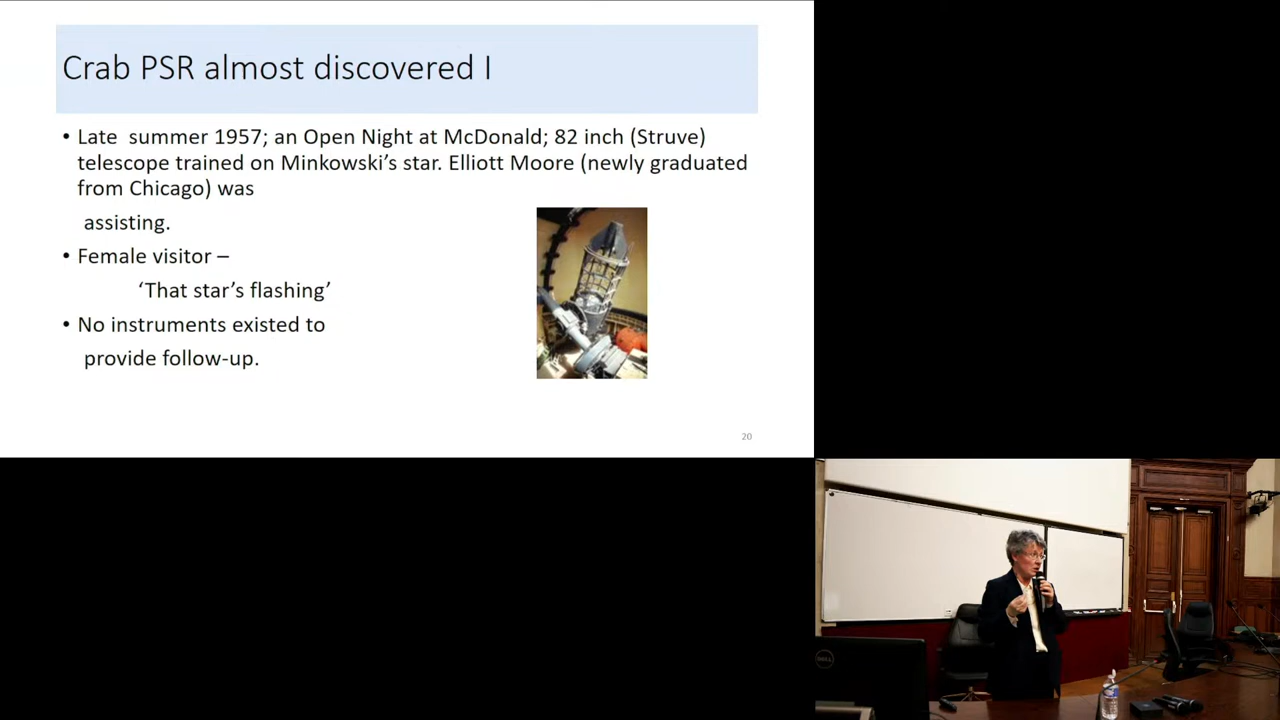 Crab PSR almost discovered I
• Late  summer 1957; an Open Night at McDonald; 82 inch (Struve)
telescope trained on Minkowski’s star. Elliott Moore (newly graduated
from Chicago) was
assisting.
• Female visitor –
‘That star’s flashing’
• No instruments existed to
provide follow-up.
20
DELL